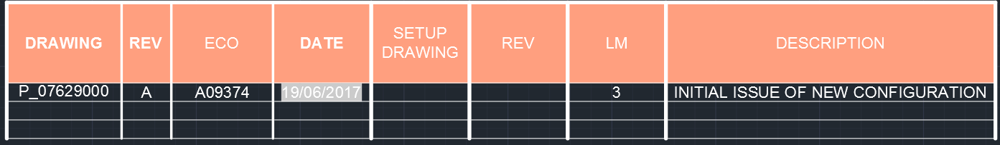 DRAWING REV ECO DATE SETUP DRAWING REV LM DESCRIPTION
P_07629000 A A09374 19/06/2017 3 INITIAL ISSUE OF NEW CONFIGURATION